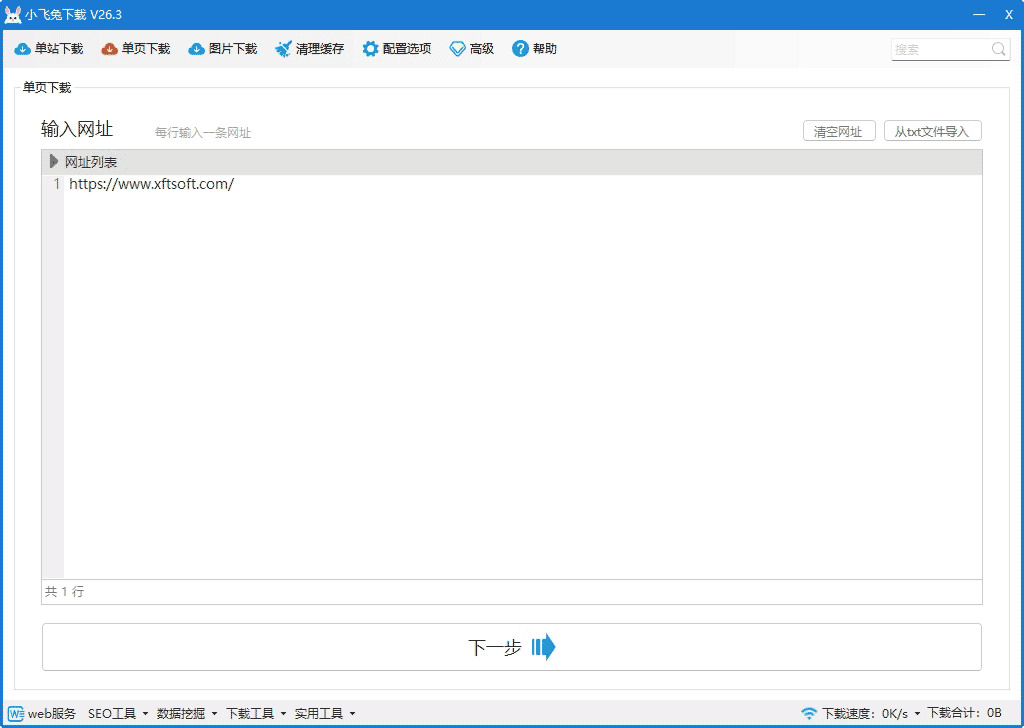 小飞兔下载 V26.3
单站下载 单页下载 图片下载 清理缓存 配置选项 高级 帮助 搜索
单页下载
输入网址 每行输入一条网址 清空网址 从txt文件导入
网址列表
1 https://www.xftsoft.com/
共 1 行
下一步
web服务 SEO工具 数据挖掘 下载工具 实用工具 下载速度: 0K/s 下载合计: 0B